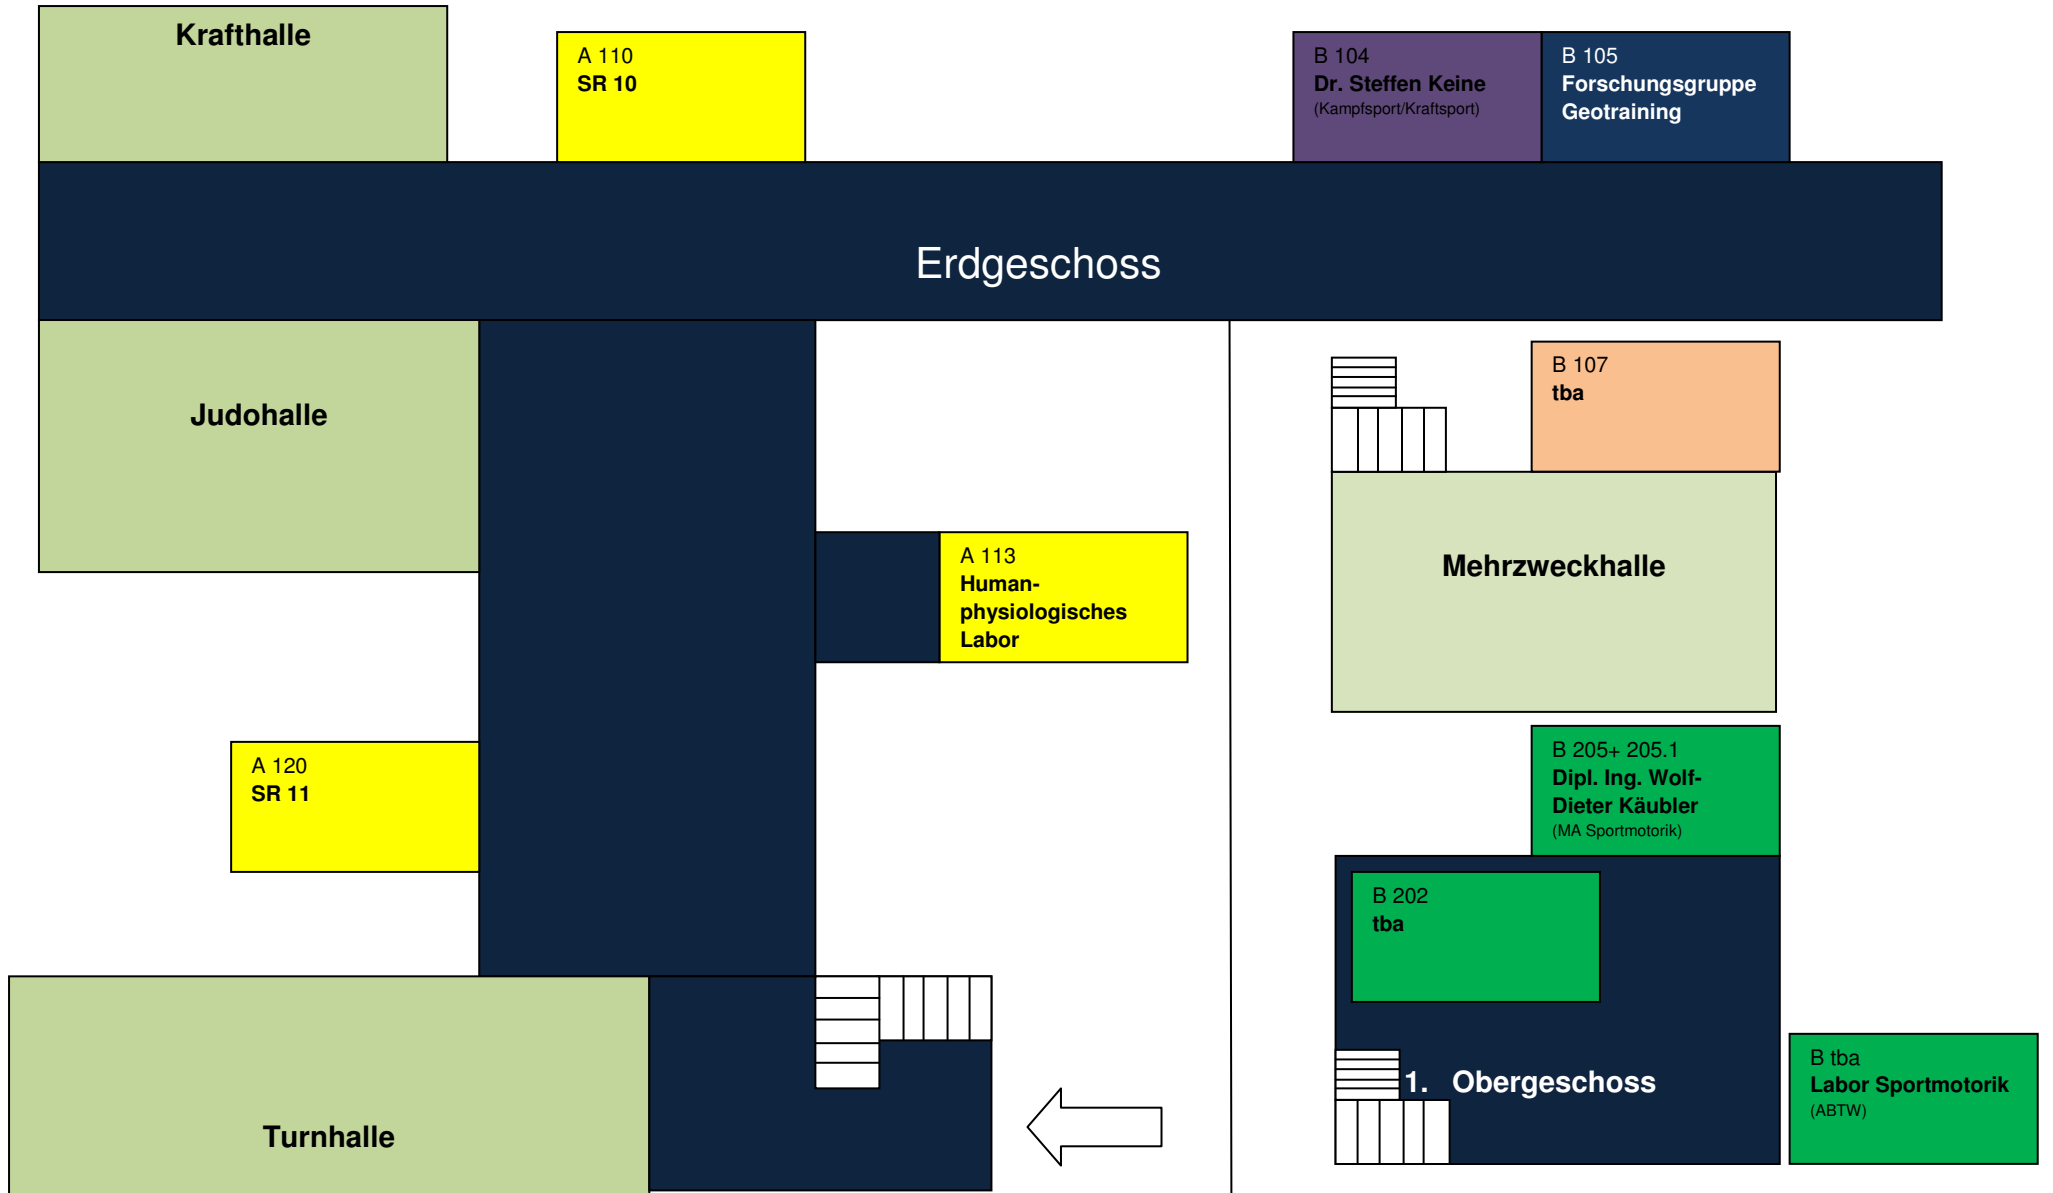 Krafthalle
A 110
SR 10
B 104
Dr. Steffen Keine
(Kampfsport/Kraftsport)
B 105
Forschungsgruppe
Geotraining
Erdgeschoss
Judohalle
B 107
tba
A 113
Human-
physiologisches
Labor
Mehrzweckhalle
A 120
SR 11
B 205+ 205.1
Dipl. Ing. Wolf-
Dieter Käubler
(MA Sportmotorik)
B 202
tba
1. Obergeschoss
B tba
Labor Sportmotorik
(ABTW)
Turnhalle